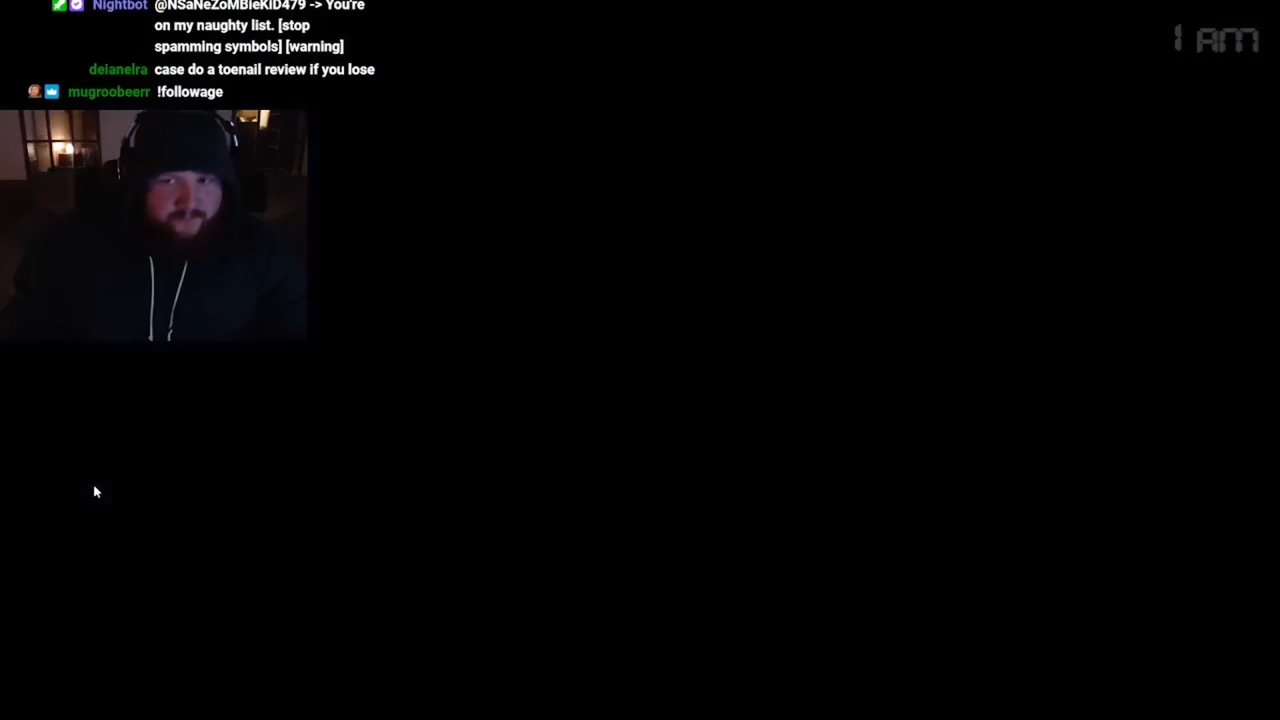 Nightbot @NSaNeZoMBieKiD479 -> You're
on my naughty list. [stop
spamming symbols] [warning]
deianelra case do a toenail review if you lose
mugroobeerr !followage
1 AM